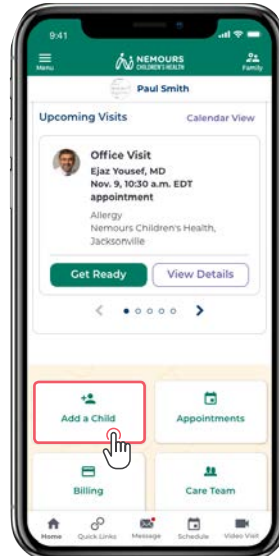 9:41
NEMOURS
CHILDREN'S HEALTH
Menu
Family
Paul Smith
Upcoming Visits
Calendar View
Office Visit
Ejaz Yousef, MD
Nov. 9, 10:30 a.m. EDT
appointment
Allergy
Nemours Children's Health,
Jacksonville
Get Ready
View Details
Add a Child
Appointments
Billing
Care Team
Home
Quick Links
Message
Schedule
Video Visit